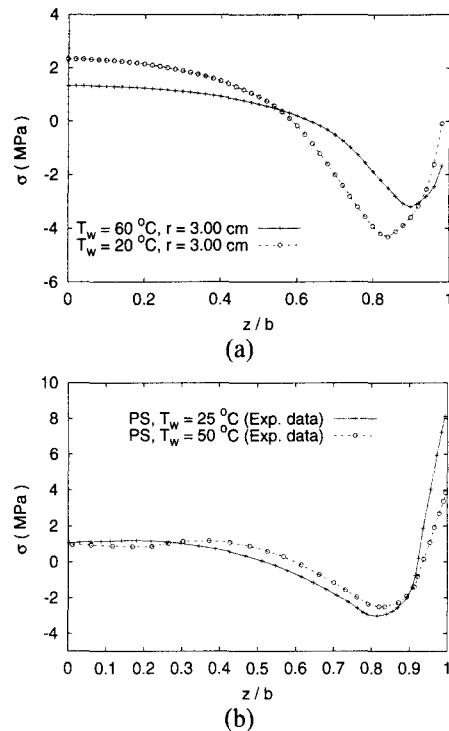 4
2
0
-2
-4
-6
σ ( MPa )
T_w = 60 °C, r = 3.00 cm
T_w = 20 °C, r = 3.00 cm
0 0.2 0.4 0.6 0.8 1
z / b
(a)
10
8
6
4
2
0
-2
-4
σ ( MPa )
PS, T_w = 25 °C (Exp. data)
PS, T_w = 50 °C (Exp. data)
0 0.1 0.2 0.3 0.4 0.5 0.6 0.7 0.8 0.9 1
z / b
(b)